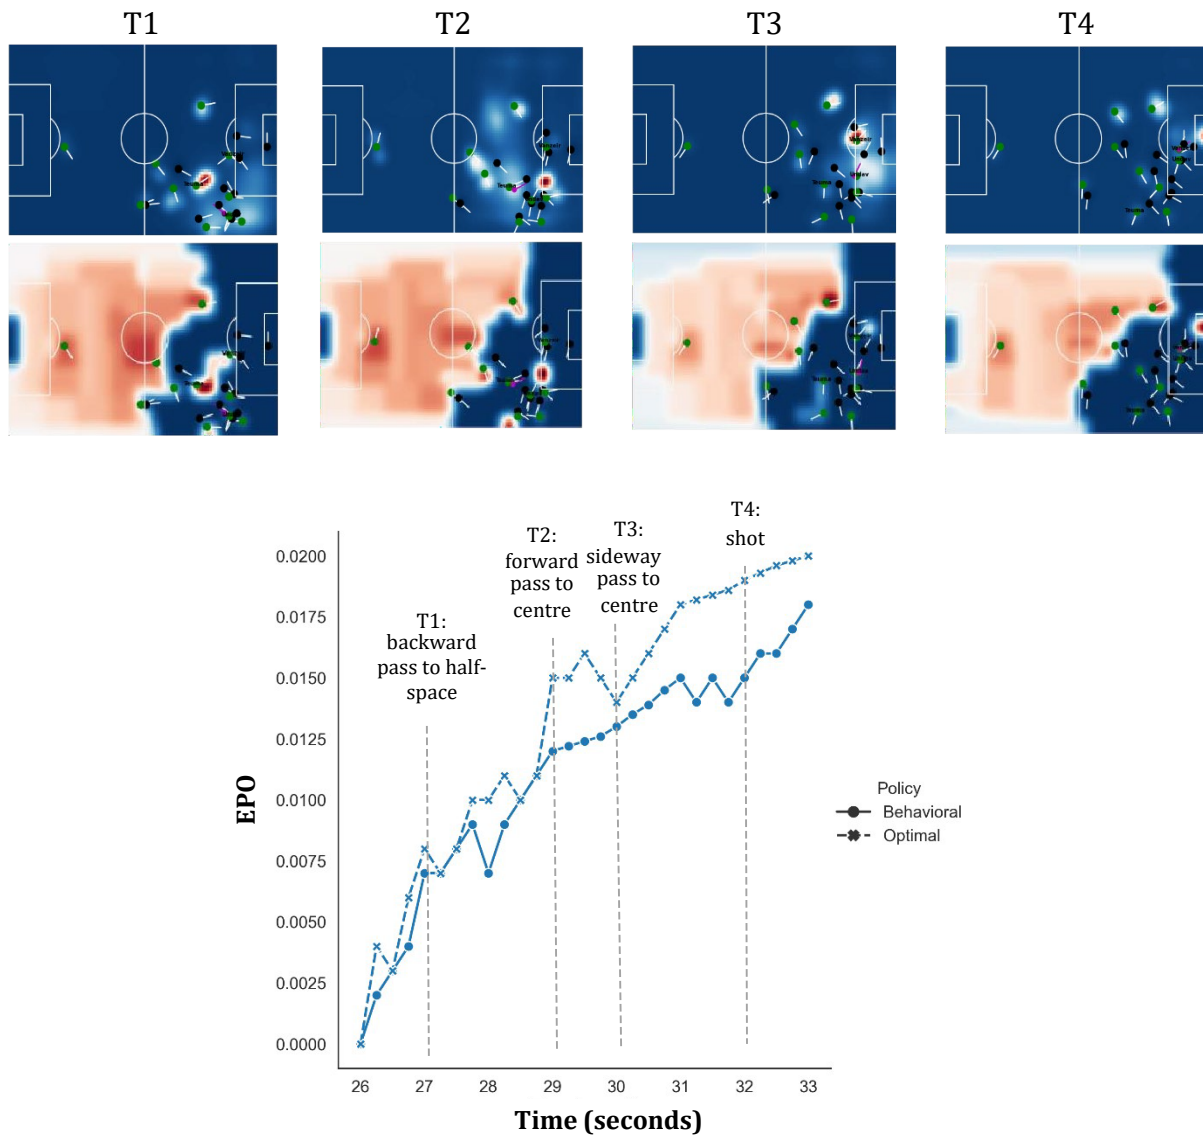 T1
T2
T3
T4
T2:
forward
pass to
centre
T3:
sideway
pass to
centre
T4:
shot
T1:
backward
pass to half-
space
0.0200
0.0175
0.0150
0.0125
0.0100
0.0075
0.0050
0.0025
0.0000
EPO
26
27
28
29
30
31
32
33
Time (seconds)
Policy
Behavioral
Optimal